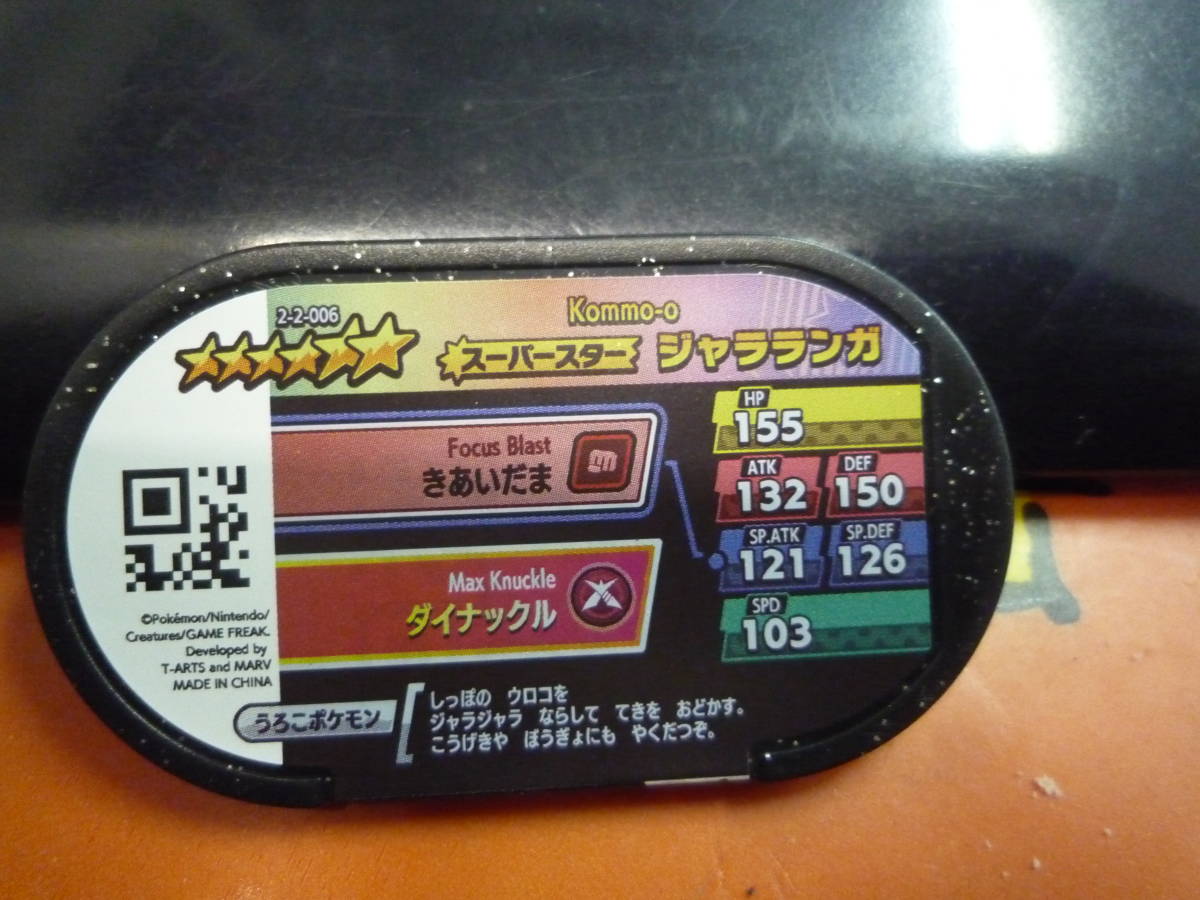 2-2-006
Kommo-o
スーパースター ジャラランガ
HP
155
Focus Blast
きあいだま
ATK DEF
132 150
SP.ATK SP.DEF
121 126
Max Knuckle
ダイナックル
SPD
103
©Pokémon/Nintendo/
Creatures/GAME FREAK.
Developed by
T-ARTS and MARV
MADE IN CHINA
うろこポケモン
しっぽの ウロコを
ジャラジャラ ならして てきを おどかす。
こうげきや ぼうぎょにも やくだつぞ。